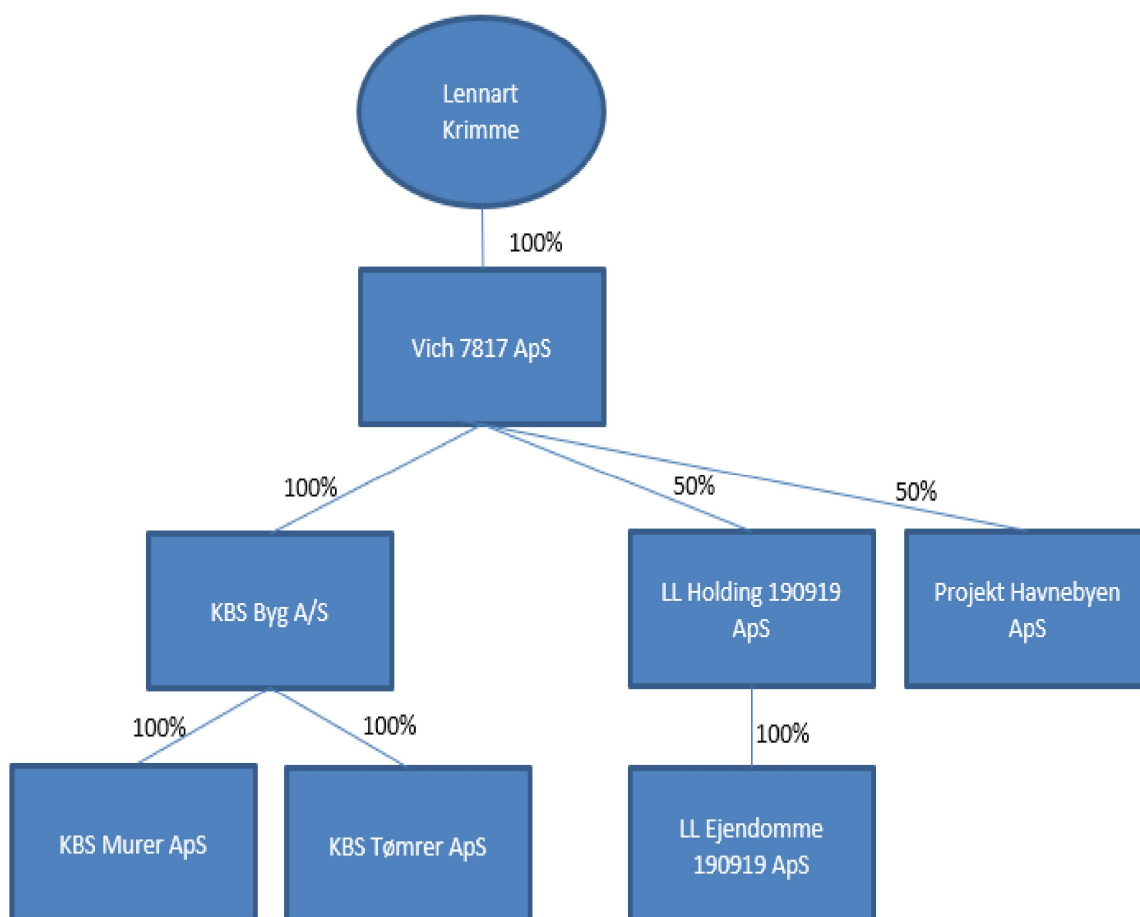 Lennart
Krimme
100%
Vich 7817 ApS
100%
50%
50%
KBS Byg A/S
LL Holding 190919
ApS
Projekt Havnebyen
ApS
100%
100%
100%
KBS Murer ApS
KBS Tømrer ApS
LL Ejendomme
190919 ApS